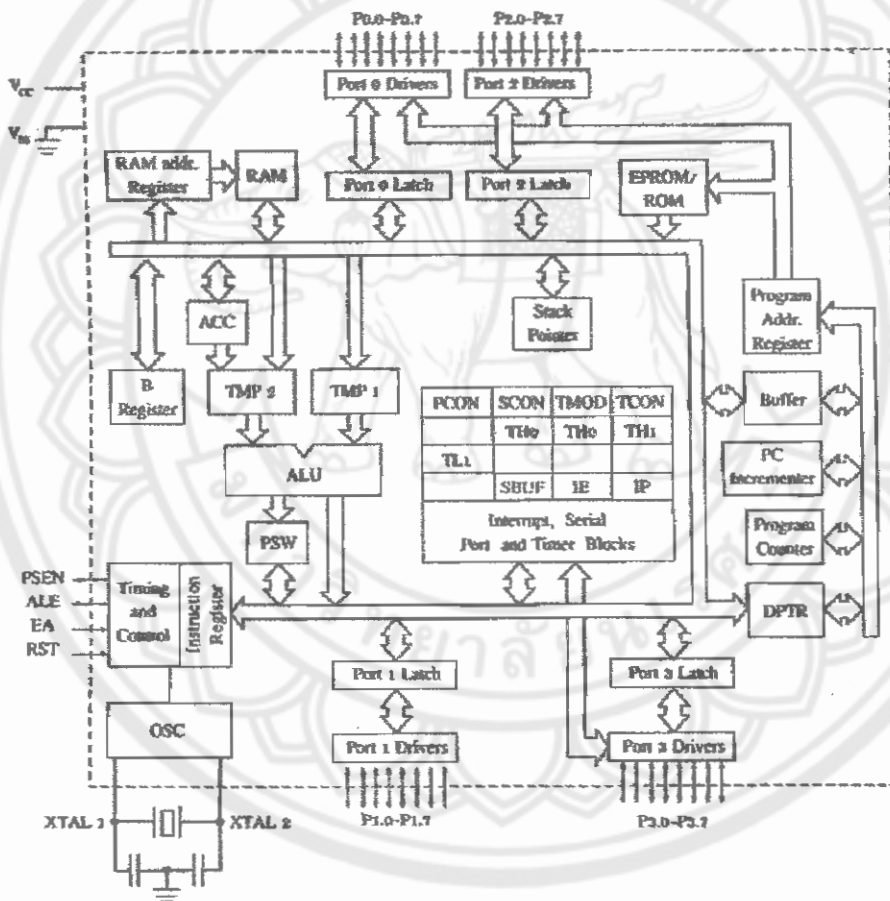 P0.0-P0.7
P2.0-P2.7
Vcc
Vss
Port 0 Drivers
Port 2 Drivers
RAM addr.
Register
RAM
Port 0 Latch
Port 2 Latch
EPROM/
ROM
ACC
Stack
Pointer
Program
Addr.
Register
B
Register
TMP 2
TMP 1
PCON
SCON
TMOD
TCON
TH0
TH0
TH1
TL1
SBUF
IE
IP
Interrupt, Serial
Port and Timer Blocks
Buffer
ALU
PC
Incrementer
PSW
Program
Counter
PSEN
ALE
EA
RST
Timing
and
Control
Instruction
Register
DPTR
Port 1 Latch
Port 3 Latch
OSC
Port 1 Drivers
Port 3 Drivers
XTAL 1
XTAL 2
P1.0-P1.7
P3.0-P3.7